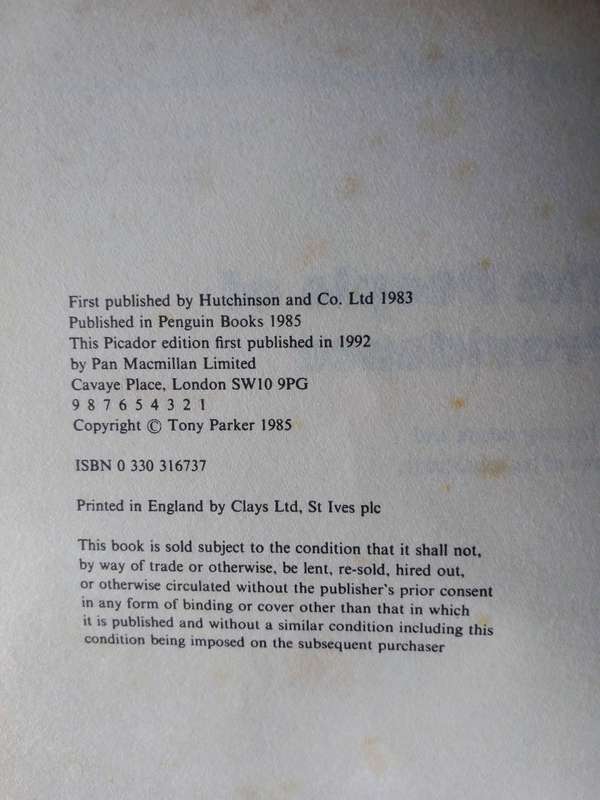 First published by Hutchinson and Co. Ltd 1983
Published in Penguin Books 1985
This Picador edition first published in 1992
by Pan Macmillan Limited
Cavaye Place, London SW10 9PG
9 8 7 6 5 4 3 2 1
Copyright © Tony Parker 1985
ISBN 0 330 316737
Printed in England by Clays Ltd, St Ives plc
This book is sold subject to the condition that it shall not,
by way of trade or otherwise, be lent, re-sold, hired out,
or otherwise circulated without the publisher's prior consent
in any form of binding or cover other than that in which
it is published and without a similar condition including this
condition being imposed on the subsequent purchaser